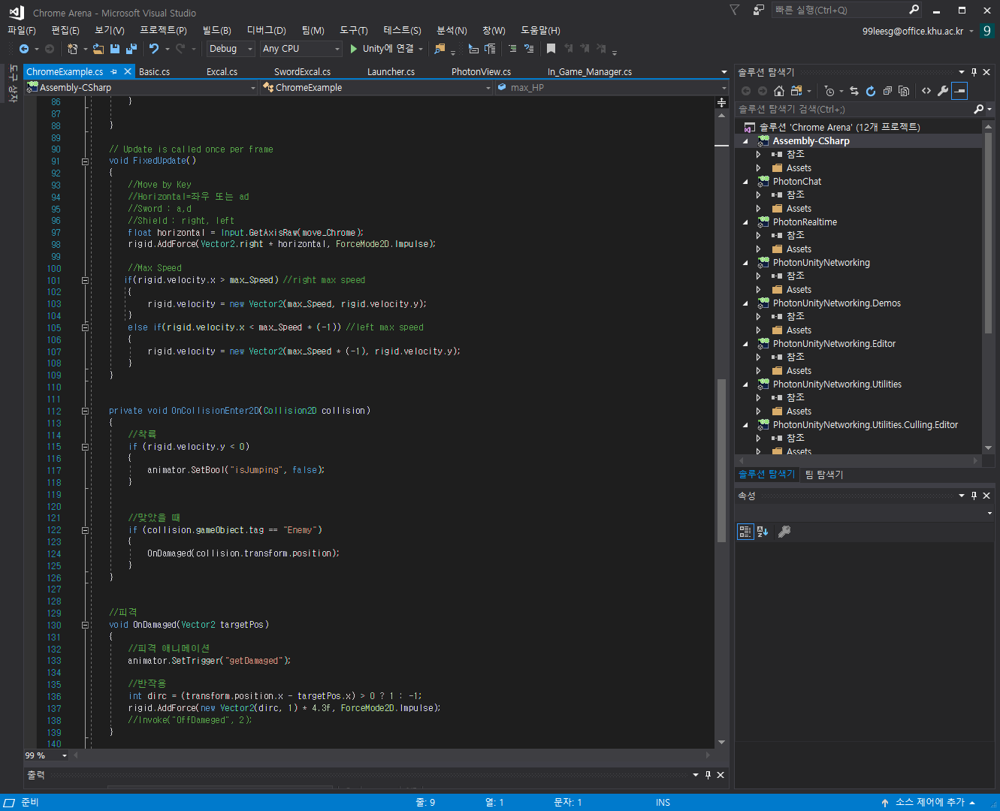 Chrome Arena - Microsoft Visual Studio
빠른 실행(Ctrl+Q)
파일(F) 편집(E) 보기(V) 프로젝트(P) 빌드(B) 디버그(D) 팀(M) 도구(T) 테스트(S) 분석(N) 창(W) 도움말(H)
99leesg@office.khu.ac.kr 9
Debug Any CPU Unity에 연결
도구 상자
ChromeExample.cs Basic.cs Excal.cs SwordExcal.cs Launcher.cs PhotonView.cs In_Game_Manager.cs
Assembly-CSharp ChromeExample max_HP
86 }
87
88 }
89
90 // Update is called once per frame
91 void FixedUpdate()
92 {
93 //Move by Key
94 //Horizontal=좌우 또는 ad
95 //Sword : a,d
96 //Shield : right, left
97 float horizontal = Input.GetAxisRaw(move_Chrome);
98 rigid.AddForce(Vector2.right * horizontal, ForceMode2D.Impulse);
99
100 //Max Speed
101 if(rigid.velocity.x > max_Speed) //right max speed
102 {
103 rigid.velocity = new Vector2(max_Speed, rigid.velocity.y);
104 }
105 else if(rigid.velocity.x < max_Speed * (-1)) //left max speed
106 {
107 rigid.velocity = new Vector2(max_Speed * (-1), rigid.velocity.y);
108 }
109 }
110
111
112 private void OnCollisionEnter2D(Collision2D collision)
113 {
114 //착륙
115 if (rigid.velocity.y < 0)
116 {
117 animator.SetBool("isJumping", false);
118 }
119
120
121 //맞았을 때
122 if (collision.gameObject.tag == "Enemy")
123 {
124 OnDamaged(collision.transform.position);
125 }
126 }
127
128
129 //피격
130 void OnDamaged(Vector2 targetPos)
131 {
132 //피격 애니메이션
133 animator.SetTrigger("getDamaged");
134
135 //반작용
136 int dirc = (transform.position.x - targetPos.x) > 0 ? 1 : -1;
137 rigid.AddForce(new Vector2(dirc, 1) * 4.3f, ForceMode2D.Impulse);
138 //Invoke("OffDameged", 2);
139 }
140
99 %
출력
솔루션 탐색기
솔루션 탐색기 검색(Ctrl+;)
솔루션 'Chrome Arena' (12개 프로젝트)
Assembly-CSharp
참조
Assets
PhotonChat
참조
Assets
PhotonRealtime
참조
Assets
PhotonUnityNetworking
참조
Assets
PhotonUnityNetworking.Demos
참조
Assets
PhotonUnityNetworking.Editor
참조
Assets
PhotonUnityNetworking.Utilities
참조
Assets
PhotonUnityNetworking.Utilities.Culling.Editor
참조
Assets
솔루션 탐색기 팀 탐색기
속성
준비 줄: 9 열: 1 문자: 1 INS 소스 제어에 추가